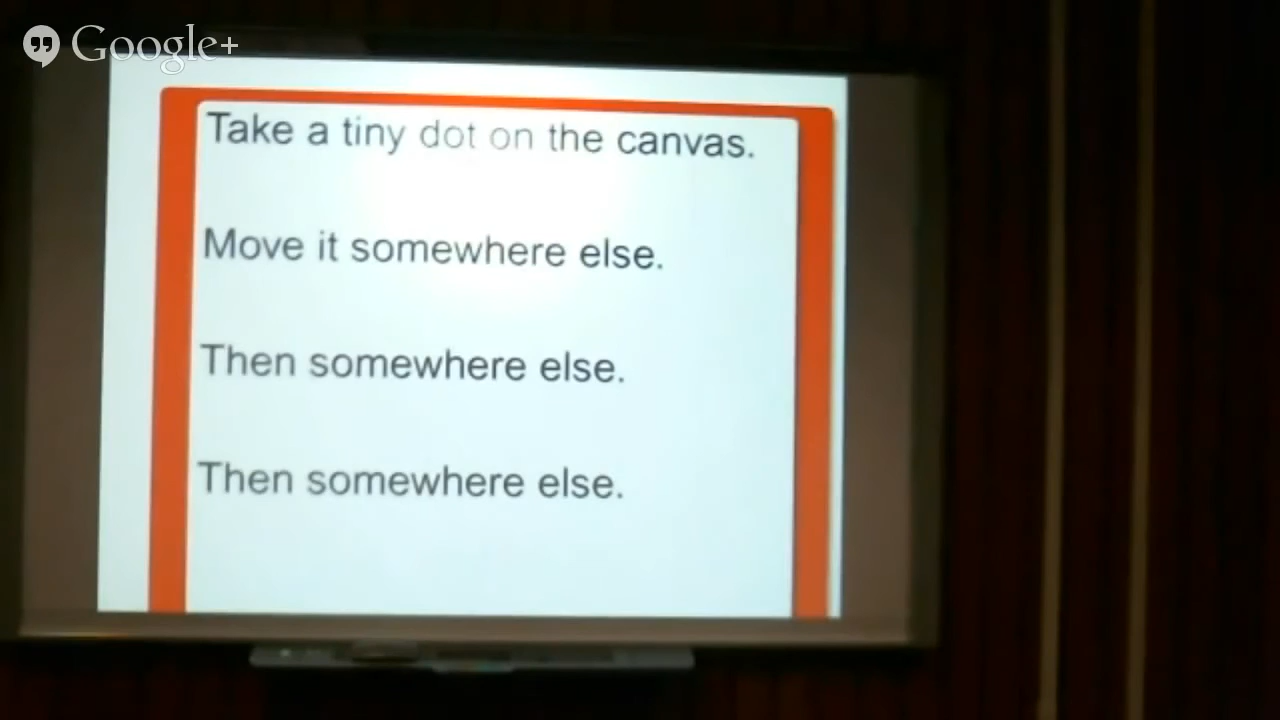 Google+
Take a tiny dot on the canvas.
Move it somewhere else.
Then somewhere else.
Then somewhere else.